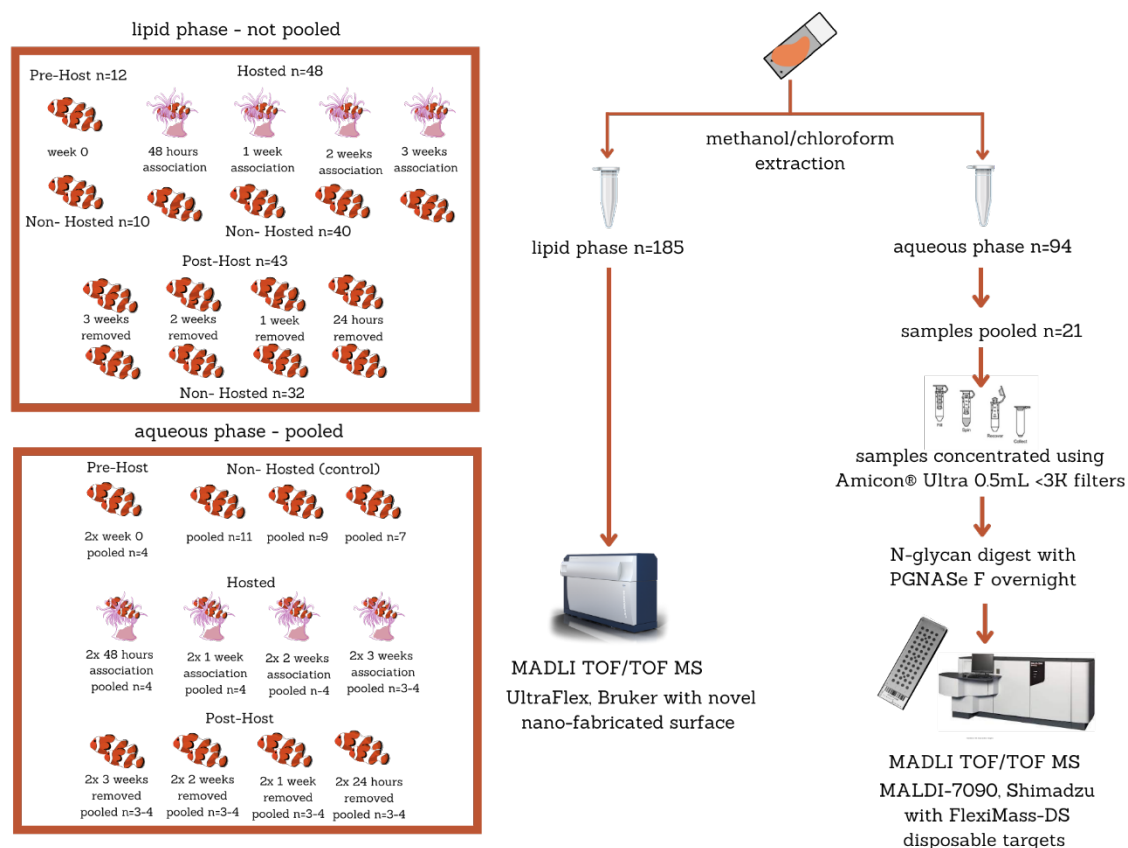 lipid phase - not pooled
Pre-Host n=12
Hosted n=48
week 0
48 hours
association
1 week
association
2 weeks
association
3 weeks
association
Non- Hosted n=10
Non- Hosted n=40
Post-Host n=43
3 weeks
removed
2 weeks
removed
1 week
removed
24 hours
removed
Non- Hosted n=32
aqueous phase - pooled
Pre-Host
Non- Hosted (control)
2x week 0
pooled n=4
pooled n=11
pooled n=9
pooled n=7
Hosted
2x 48 hours
association
pooled n=4
2x 1 week
association
pooled n=4
2x 2 weeks
association
pooled n-4
2x 3 weeks
association
pooled n=3-4
Post-Host
2x 3 weeks
removed
pooled n=3-4
2x 2 weeks
removed
pooled n=3-4
2x 1 week
removed
pooled n=3-4
2x 24 hours
removed
pooled n=3-4
methanol/chloroform
extraction
lipid phase n=185
MADLI TOF/TOF MS
UltraFlex, Bruker with novel
nano-fabricated surface
aqueous phase n=94
samples pooled n=21
Spin
Recover
Collect
samples concentrated using
Amicon® Ultra 0.5mL <3K filters
N-glycan digest with
PGNASe F overnight
MADLI TOF/TOF MS
MALDI-7090, Shimadzu
with FlexiMass-DS
disposable targets